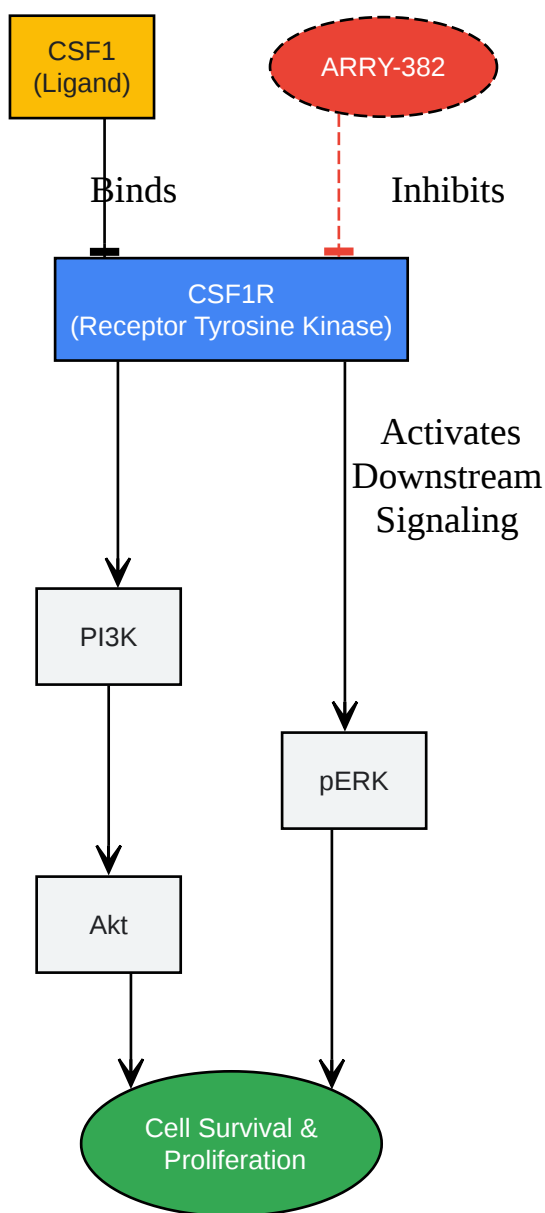 CSF1
(Ligand)
ARRY-382
Binds
Inhibits
CSF1R
(Receptor Tyrosine Kinase)
Activates
Downstream
Signaling
PI3K
pERK
Akt
Cell Survival &
Proliferation